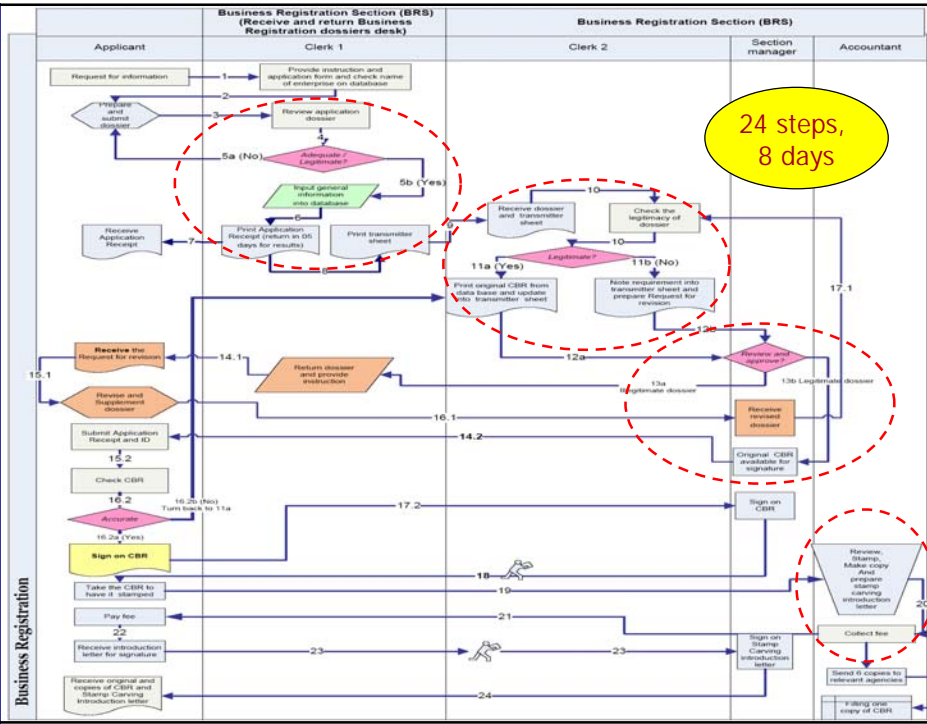 Business Registration Section (BRS)
(Receive and return Business
Registration dossiers desk)
Business Registration Section (BRS)
Applicant
Clerk 1
Clerk 2
Section
manager
Accountant
Request for information
1
Provide instruction and
application form and check name
of enterprise on database
2
Prepare
and
submit
dossier
3
Review application
dossier
24 steps,
8 days
4
Adequate /
Legitimate?
5a (No)
5b (Yes)
Input general
information
into database
6
Receive
Application
Receipt
7
Print Application
Receipt (return in 05
days for results)
8
Print transmitter
sheet
9
Receive dossier
and transmitter
sheet
10
Check the
legitimacy of
dossier
10
Legitimate?
11a (Yes)
11b (No)
Print original CBR from
data base and update
into transmitter sheet
Note requirement into
transmitter sheet and
prepare Request for
revision
17.1
12a
Review and
approve?
13a
Illegitimate dossier
13b Legitimate dossier
Receive the
Request for revision
14.1
Return dossier
and provide
instruction
15.1
Revise and
Supplement
dossier
16.1
Receive
revised
dossier
Submit Application
Receipt and ID
14.2
Original CBR
available for
signature
15.2
Check CBR
16.2
16.2b (No)
Turn back to 11a
Accurate
17.2
Sign on
CBR
16.2a (Yes)
Sign on CBR
18
Take the CBR to
have it stamped
19
Review,
Stamp,
Make copy
And
prepare
stamp
carving
introduction
letter
20
Pay fee
21
Collect fee
22
Receive introduction
letter for signature
23
23
Sign on
Stamp
Carving
introduction
letter
Send 6 copies to
relevant agencies
Receive original and
copies of CBR and
Stamp Carving
Introduction letter
24
Filling one
copy of CBR
Business Registration